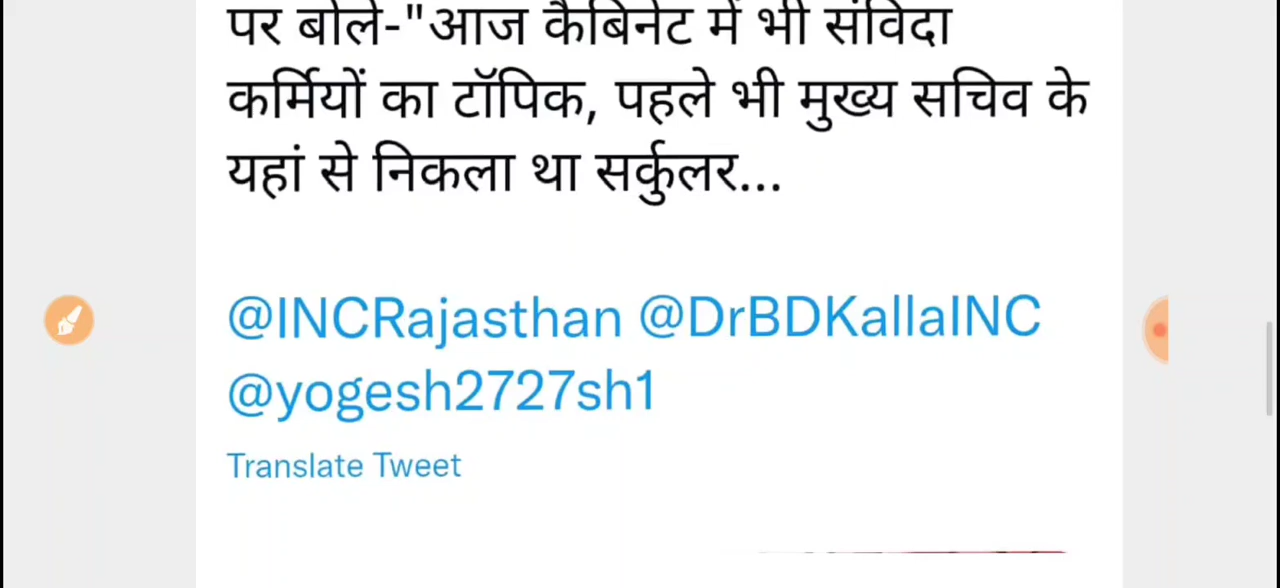 पर बोले-"आज कैबिनेट में भी संविदा
कर्मियों का टॉपिक, पहले भी मुख्य सचिव के
यहां से निकला था सर्कुलर...
@INCRajasthan @DrBDKallaINC
@yogesh2727sh1
Translate Tweet